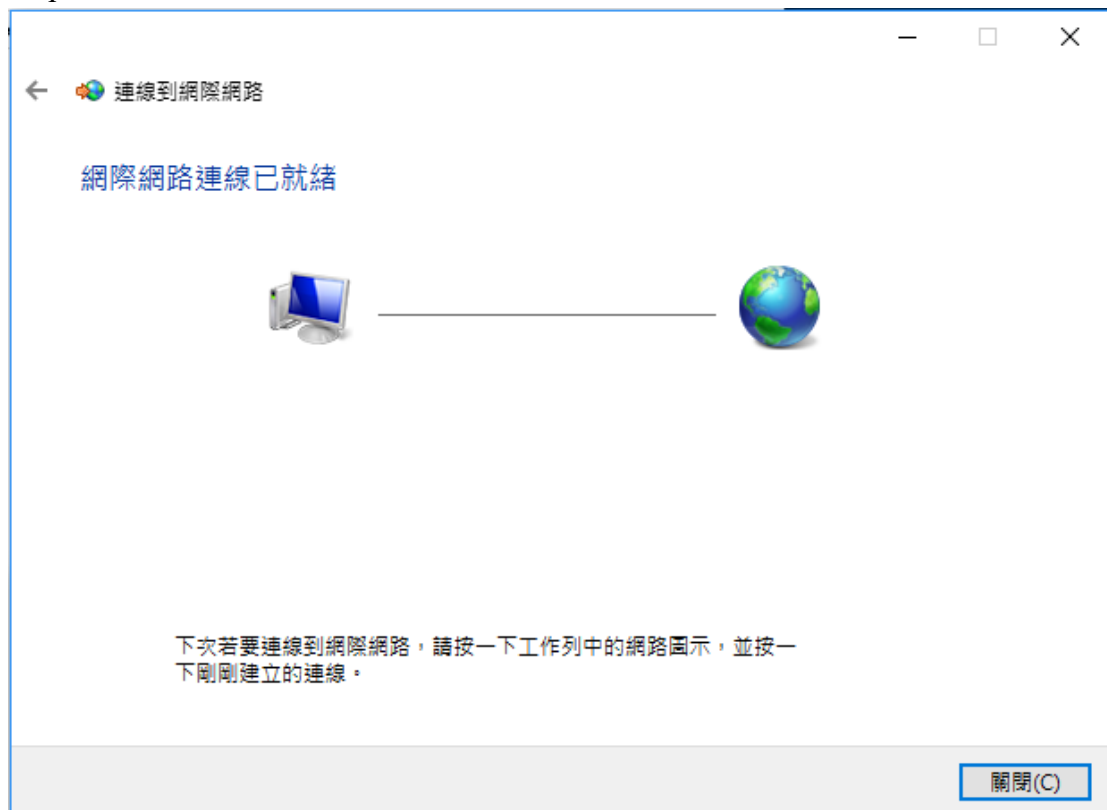 連線到網際網路
網際網路連線已就緒
下次若要連線到網際網路，請按一下工作列中的網路圖示，並按一
下剛剛建立的連線。
關閉(C)